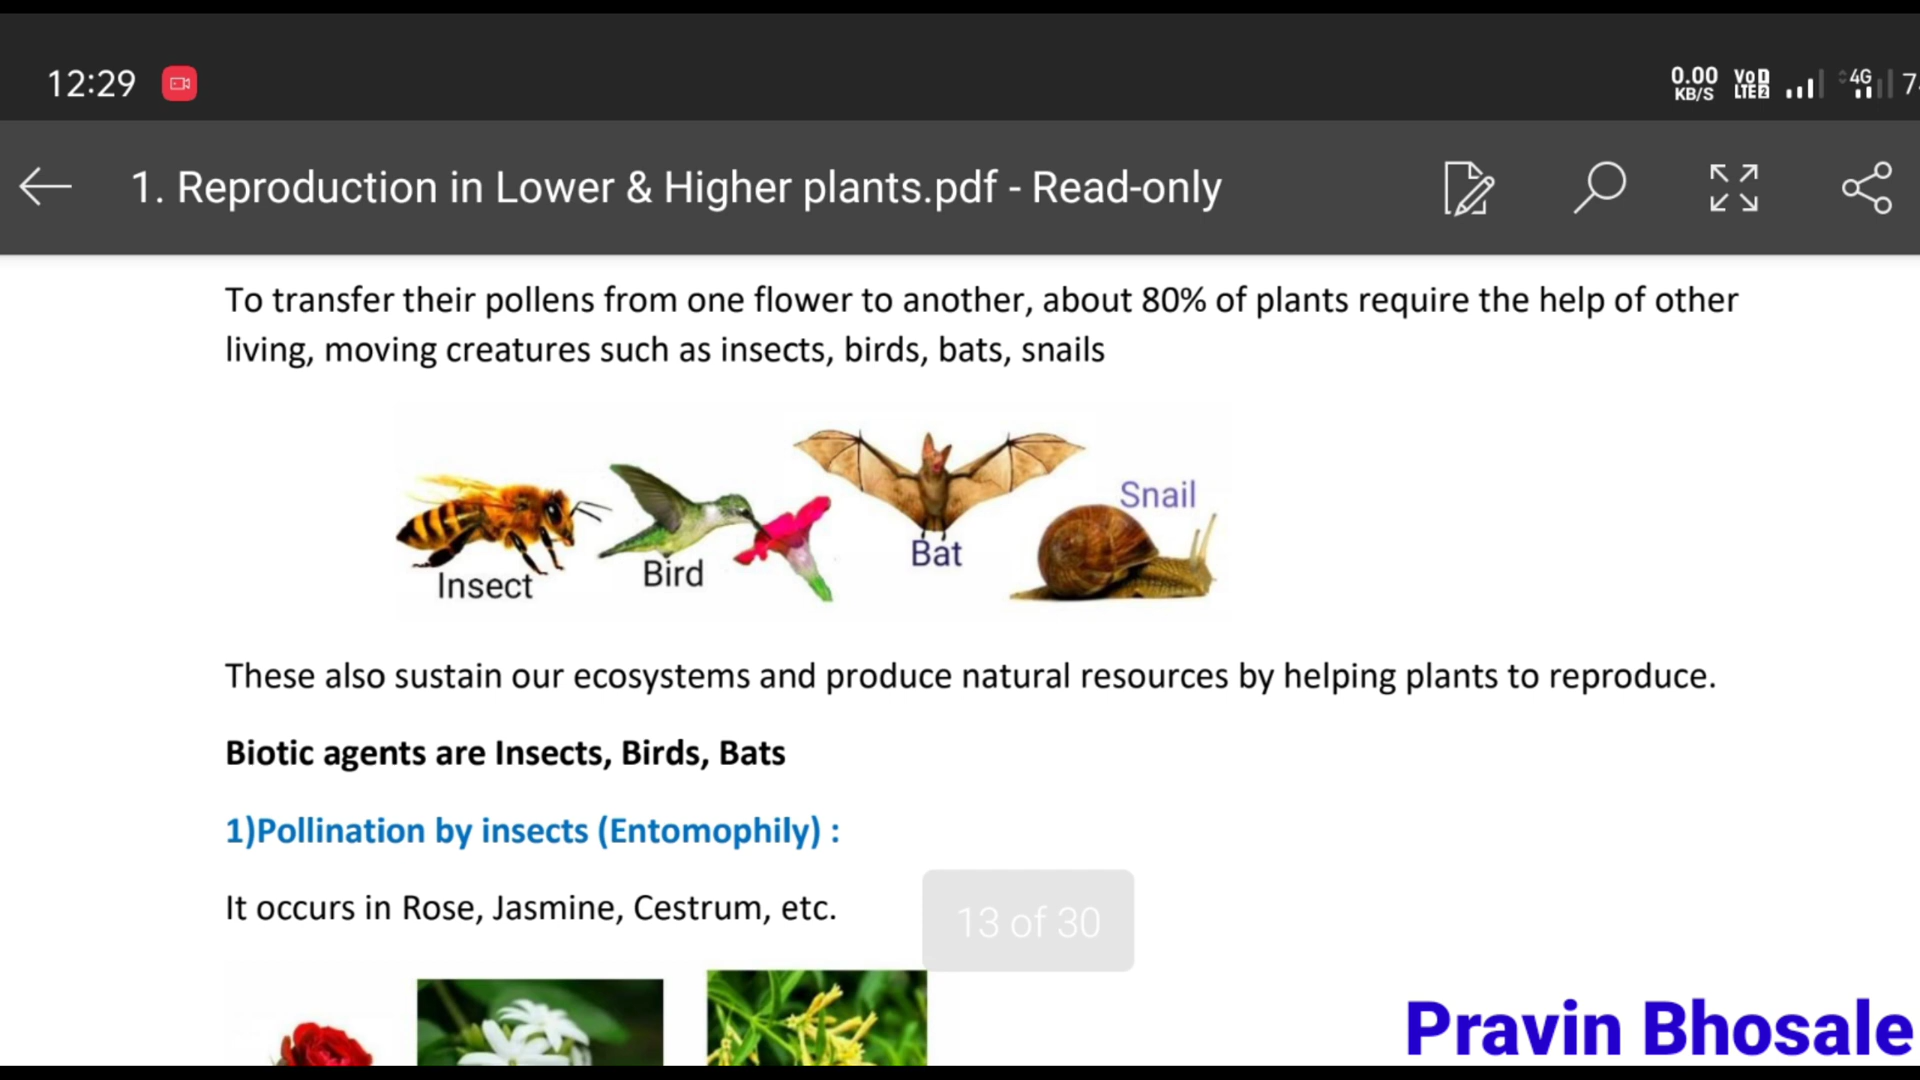 12:29
0.00 KB/S VoD LTE2 4G
1. Reproduction in Lower & Higher plants.pdf - Read-only
To transfer their pollens from one flower to another, about 80% of plants require the help of other
living, moving creatures such as insects, birds, bats, snails
Snail
Bat
Bird
Insect
These also sustain our ecosystems and produce natural resources by helping plants to reproduce.
Biotic agents are Insects, Birds, Bats
1)Pollination by insects (Entomophily) :
It occurs in Rose, Jasmine, Cestrum, etc.
13 of 30
Pravin Bhosale